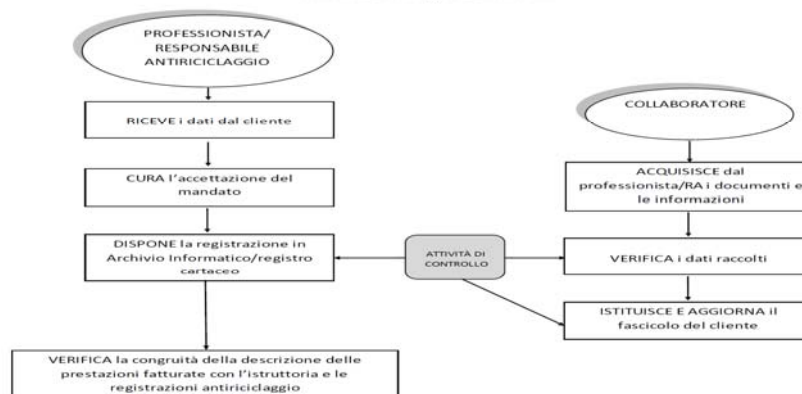 PROFESSIONISTA/
RESPONSABILE
ANTIRICICLAGGIO
RICEVE i dati dal cliente
CURA l'accettazione del
mandato
DISPONE la registrazione in
Archivio Informatico/registro
cartaceo
VERIFICA la congruità della descrizione delle
prestazioni fatturate con l'istruttoria e le
registrazioni antiriciclaggio
ATTIVITÀ DI
CONTROLLO
COLLABORATORE
ACQUISISCE dal
professionista/RA i documenti e
le informazioni
VERIFICA i dati raccolti
ISTITUISCE E AGGIORNA il
fascicolo del cliente